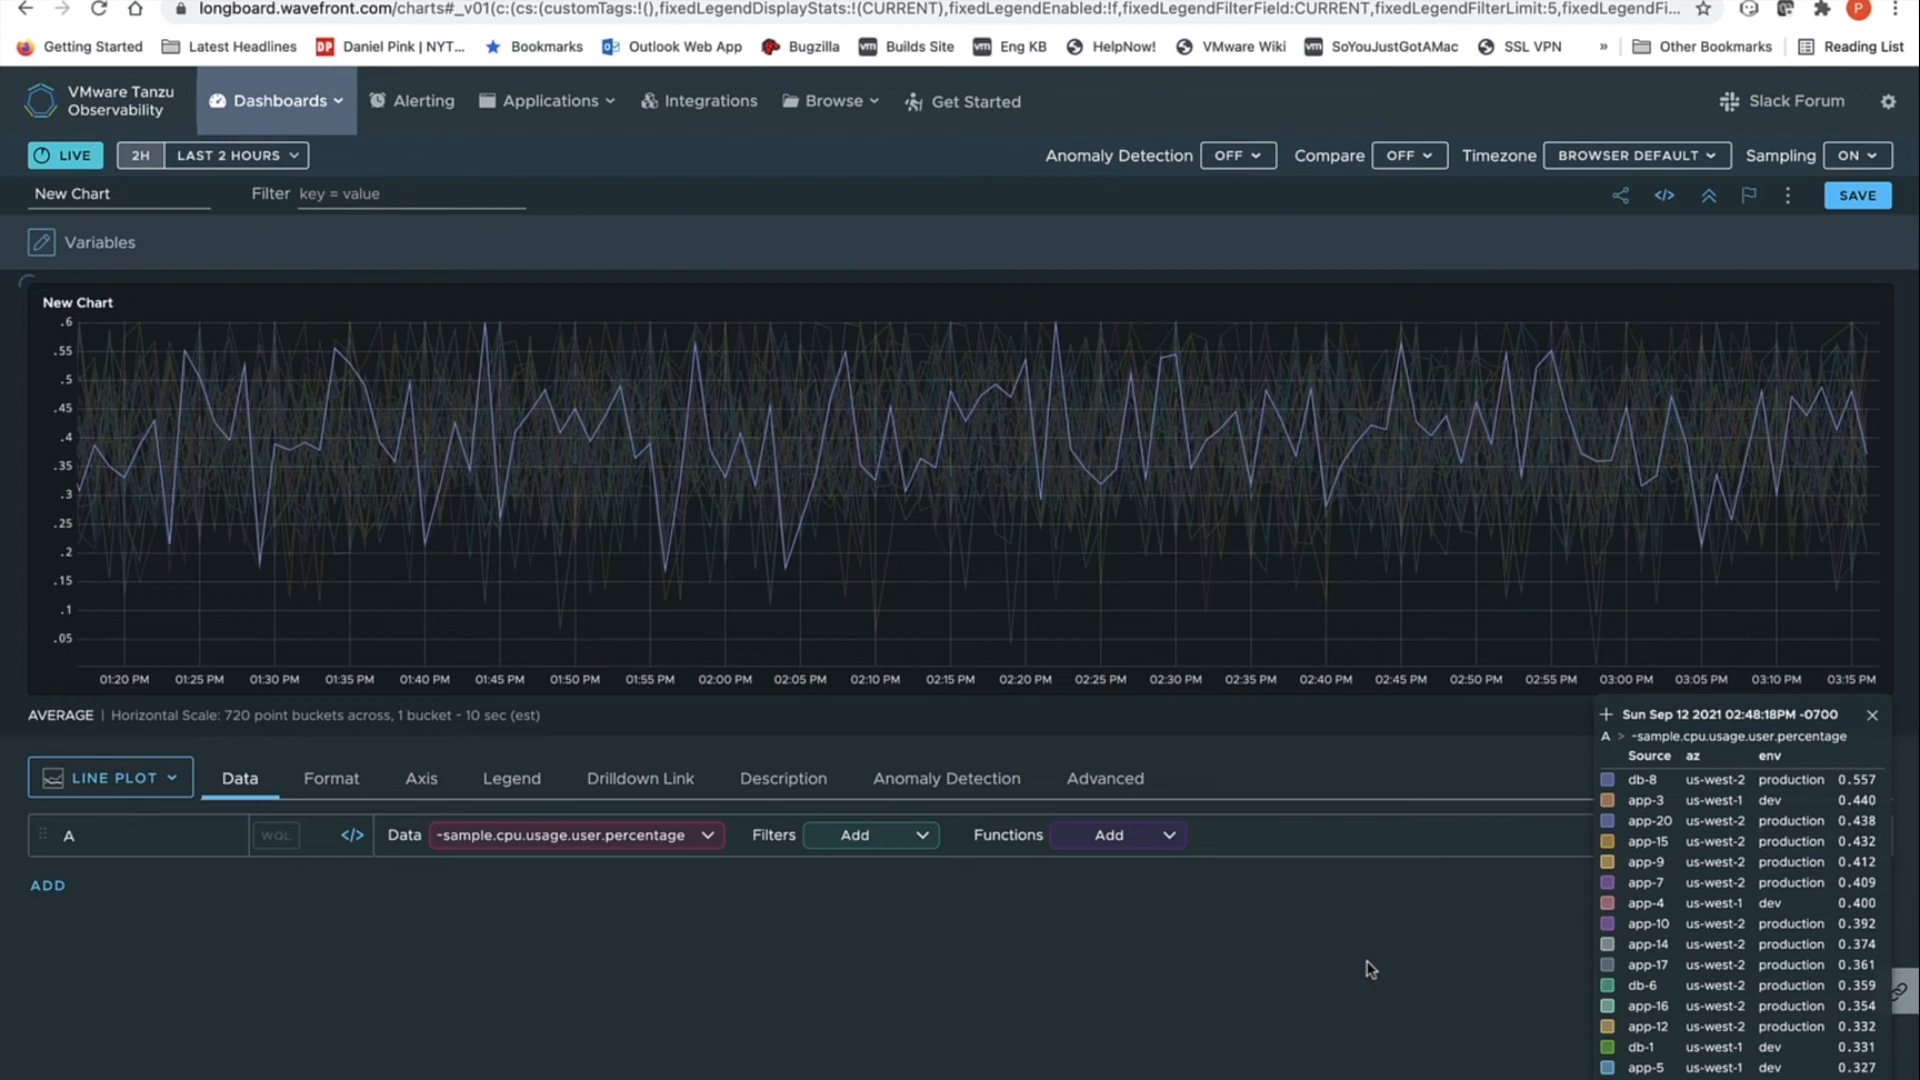 longboard.wavefront.com/charts#_v01(c:(cs:(customTags:!(),fixedLegendDisplayStats:!(CURRENT),fixedLegendEnabled:!f,fixedLegendFilterField:CURRENT,fixedLegendFilterLimit:5,fixedLegendFi... P
Getting Started Latest Headlines DP Daniel Pink | NYT... Bookmarks Outlook Web App Bugzilla vm Builds Site vm Eng KB HelpNow! VMware Wiki vm SoYouJustGotAMac SSL VPN » Other Bookmarks Reading List
VMware Tanzu
Observability
Dashboards Alerting Applications Integrations Browse Get Started Slack Forum
LIVE 2H LAST 2 HOURS Anomaly Detection OFF Compare OFF Timezone BROWSER DEFAULT Sampling ON
New Chart Filter key = value SAVE
Variables
New Chart
.6
.55
.5
.45
.4
.35
.3
.25
.2
.15
.1
.05
01:20 PM 01:25 PM 01:30 PM 01:35 PM 01:40 PM 01:45 PM 01:50 PM 01:55 PM 02:00 PM 02:05 PM 02:10 PM 02:15 PM 02:20 PM 02:25 PM 02:30 PM 02:35 PM 02:40 PM 02:45 PM 02:50 PM 02:55 PM 03:00 PM 03:05 PM 03:10 PM 03:15 PM
AVERAGE | Horizontal Scale: 720 point buckets across, 1 bucket - 10 sec (est)
LINE PLOT Data Format Axis Legend Drilldown Link Description Anomaly Detection Advanced
A WQL </> Data ~sample.cpu.usage.user.percentage Filters Add Functions Add
ADD
Sun Sep 12 2021 02:48:18PM -0700
A > ~sample.cpu.usage.user.percentage
Source az env
db-8 us-west-2 production 0.557
app-3 us-west-1 dev 0.440
app-20 us-west-2 production 0.438
app-15 us-west-2 production 0.432
app-9 us-west-2 production 0.412
app-7 us-west-2 production 0.409
app-4 us-west-1 dev 0.400
app-10 us-west-2 production 0.392
app-14 us-west-2 production 0.374
app-17 us-west-2 production 0.361
db-6 us-west-2 production 0.359
app-16 us-west-2 production 0.354
app-12 us-west-2 production 0.332
db-1 us-west-1 dev 0.331
app-5 us-west-1 dev 0.327